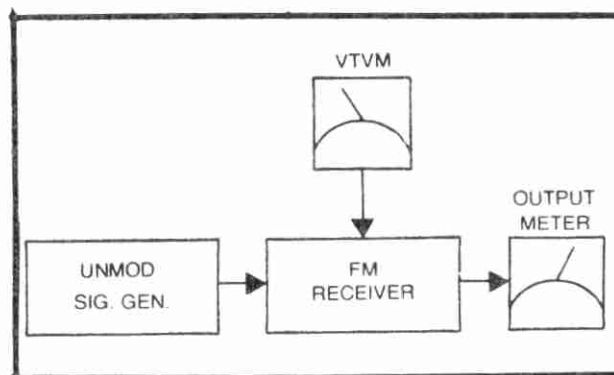 VTVM
OUTPUT
METER
UNMOD
SIG. GEN.
FM
RECEIVER